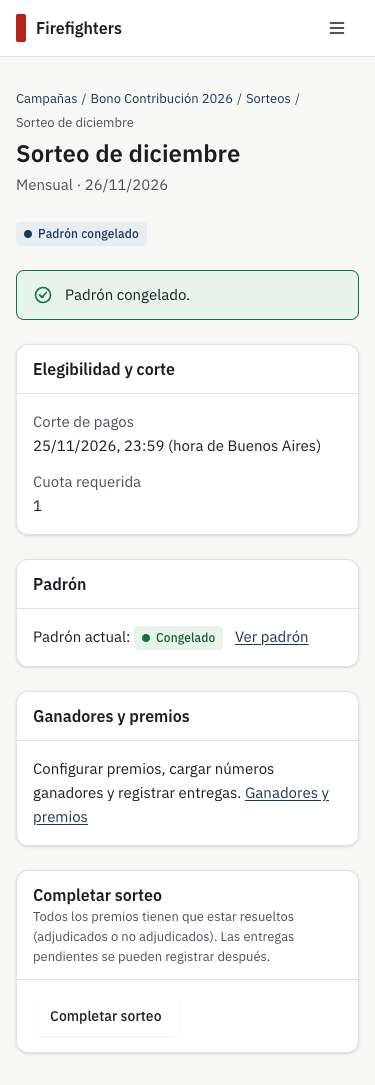 Firefighters
Campañas / Bono Contribución 2026 / Sorteos /
Sorteo de diciembre
Sorteo de diciembre
Mensual · 26/11/2026
Padrón congelado
Padrón congelado.
Elegibilidad y corte
Corte de pagos
25/11/2026, 23:59 (hora de Buenos Aires)
Cuota requerida
1
Padrón
Padrón actual: Congelado Ver padrón
Ganadores y premios
Configurar premios, cargar números
ganadores y registrar entregas. Ganadores y
premios
Completar sorteo
Todos los premios tienen que estar resueltos
(adjudicados o no adjudicados). Las entregas
pendientes se pueden registrar después.
Completar sorteo